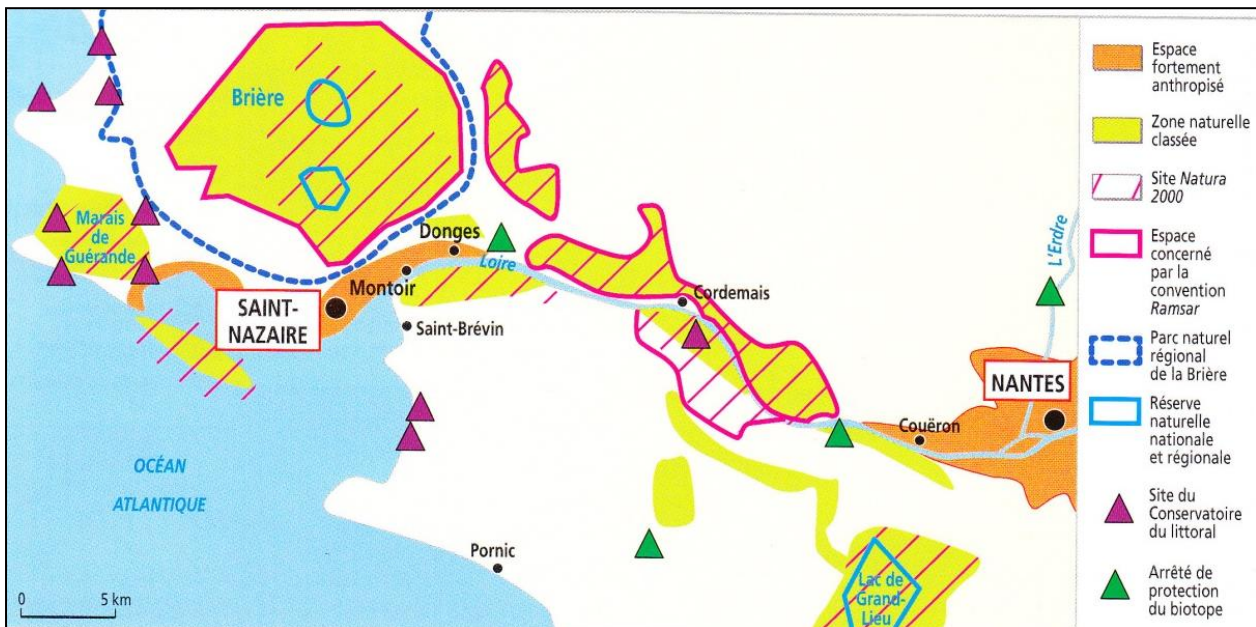 Brière
Marais
de
Guérande
Donges
Loire
Montoir
SAINT-
NAZAIRE
Saint-Brévin
Cordemais
L'Erdre
NANTES
Couëron
OCÉAN
ATLANTIQUE
Pornic
Lac de
Grand-
Lieu
0 5 km
Espace
fortement
anthropisé
Zone naturelle
classée
Site Natura
2000
Espace
concerné
par la
convention
Ramsar
Parc naturel
régional
de la Brière
Réserve
naturelle
nationale
et régionale
Site du
Conservatoire
du littoral
Arrêté de
protection
du biotope